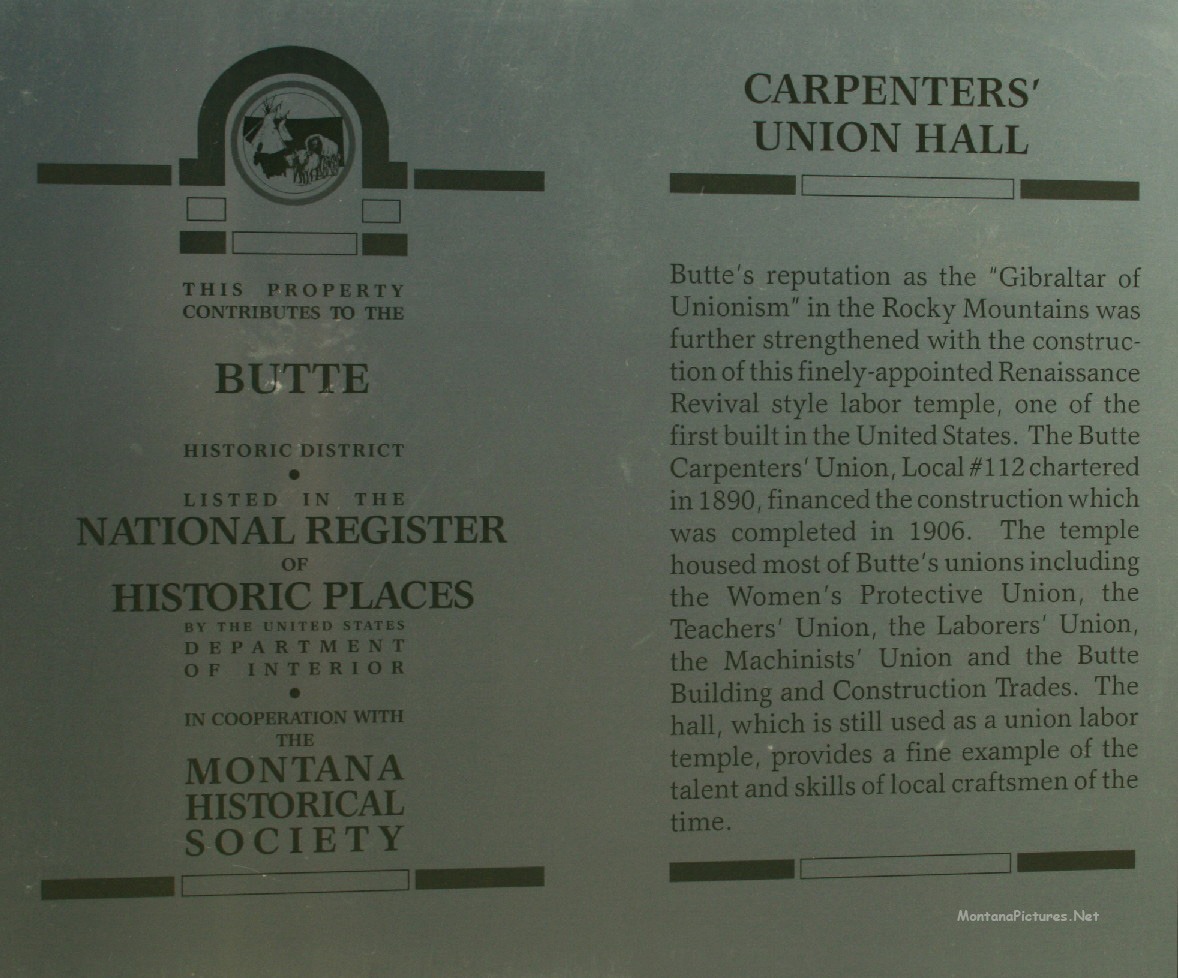 THIS PROPERTY
CONTRIBUTES TO THE
BUTTE
HISTORIC DISTRICT
LISTED IN THE
NATIONAL REGISTER
OF
HISTORIC PLACES
BY THE UNITED STATES
DEPARTMENT
OF INTERIOR
IN COOPERATION WITH
THE
MONTANA
HISTORICAL
SOCIETY
CARPENTERS'
UNION HALL
Butte's reputation as the "Gibraltar of
Unionism" in the Rocky Mountains was
further strengthened with the construc-
tion of this finely-appointed Renaissance
Revival style labor temple, one of the
first built in the United States. The Butte
Carpenters' Union, Local #112 chartered
in 1890, financed the construction which
was completed in 1906. The temple
housed most of Butte's unions including
the Women's Protective Union, the
Teachers' Union, the Laborers' Union,
the Machinists' Union and the Butte
Building and Construction Trades. The
hall, which is still used as a union labor
temple, provides a fine example of the
talent and skills of local craftsmen of the
time.
MontanaPictures.Net